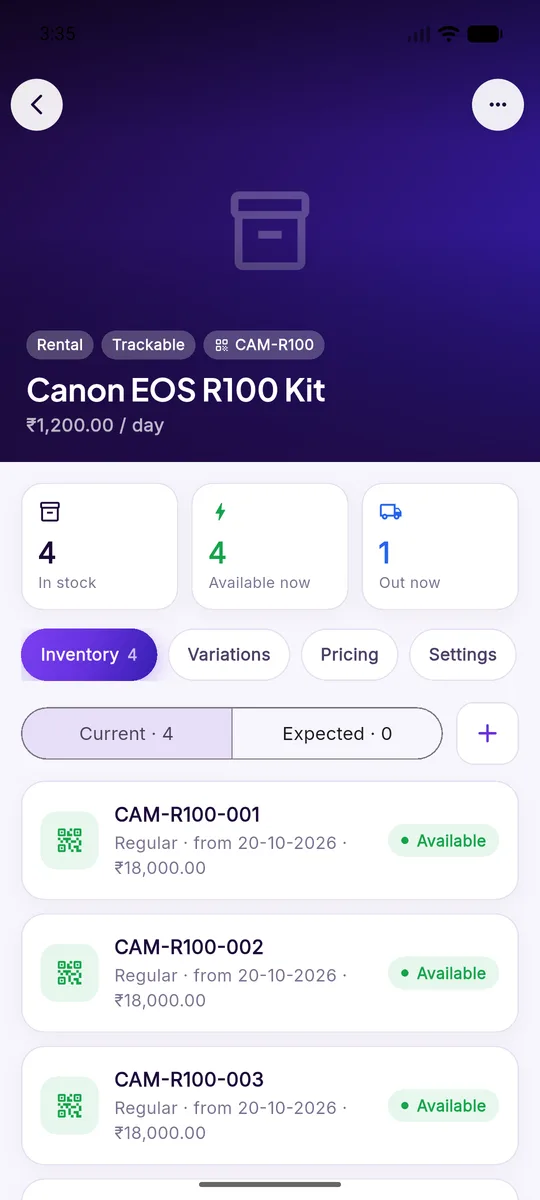 3:35
Rental
Trackable
CAM-R100
Canon EOS R100 Kit
₹1,200.00 / day
4
In stock
4
Available now
1
Out now
Inventory 4
Variations
Pricing
Settings
Current · 4
Expected · 0
CAM-R100-001
Regular · from 20-10-2026 ·
₹18,000.00
Available
CAM-R100-002
Regular · from 20-10-2026 ·
₹18,000.00
Available
CAM-R100-003
Regular · from 20-10-2026 ·
₹18,000.00
Available